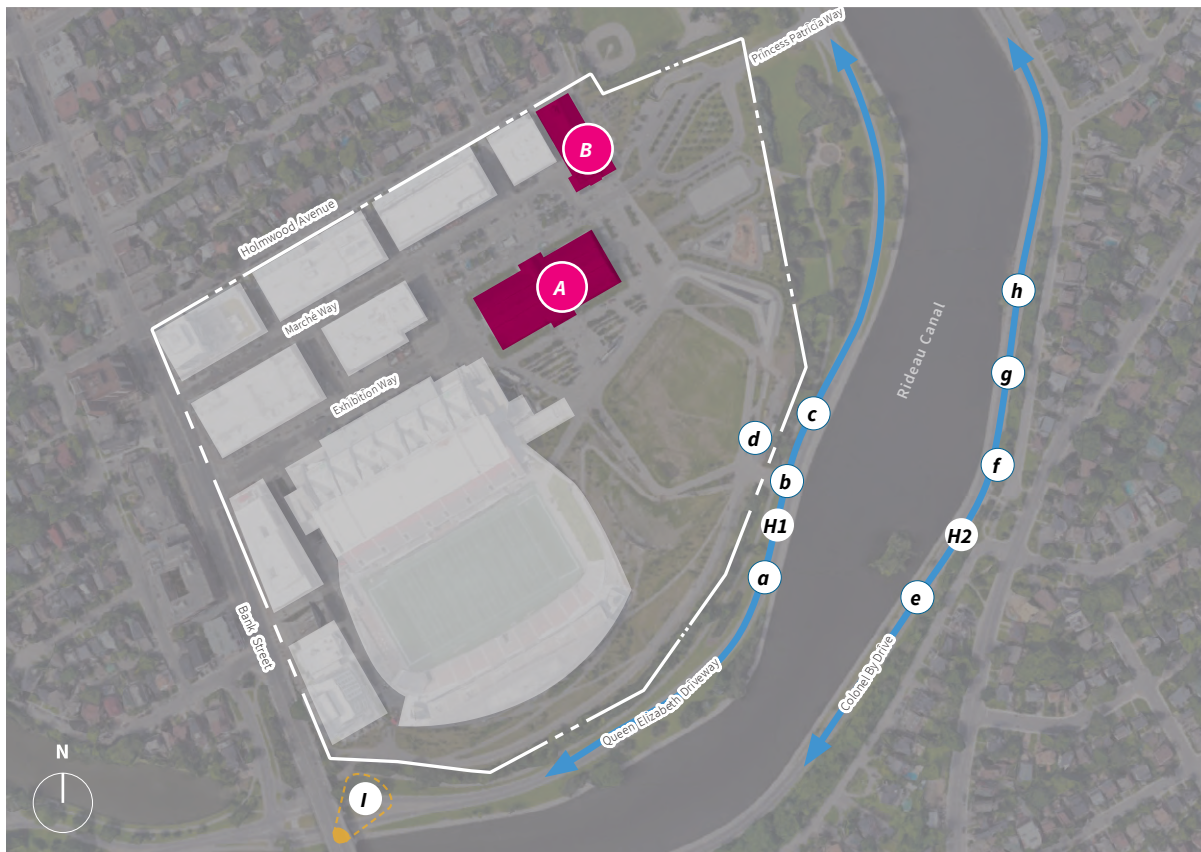 Princess Patricia Way
B
Holmwood Avenue
A
h
Marché Way
Rideau Canal
g
Exhibition Way
c
d
f
b
H1
H2
a
e
Bank Street
Colonel By Drive
Queen Elizabeth Driveway
N
I